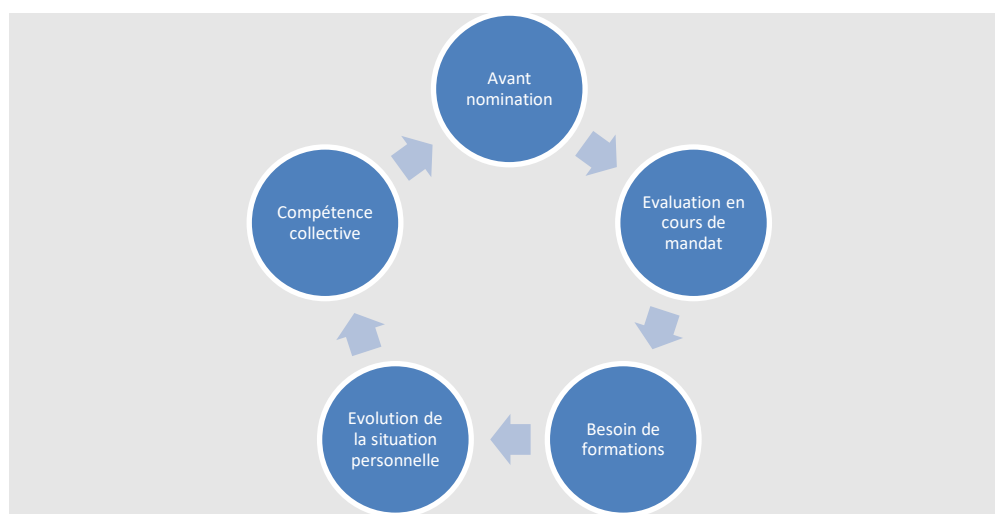 Avant
nomination
Evaluation en
cours de
mandat
Besoin de
formations
Evolution de
la situation
personnelle
Compétence
collective